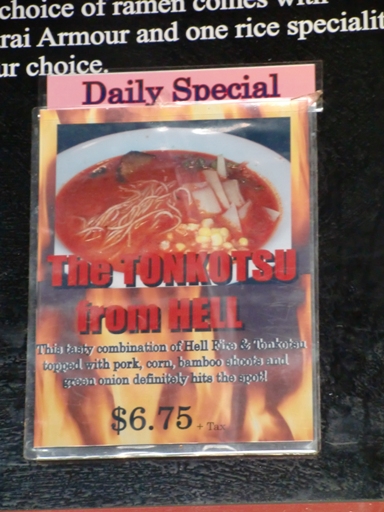 choice of ramen comes with
rai Armour and one rice specialit
ur choice.
Daily Special
The TONKOTSU
from HELL
This tasty combination of Hell Fire & Tonkotsu
topped with pork, corn, bamboo shoots and
green onion definitely hits the spot!
$6.75 + Tax